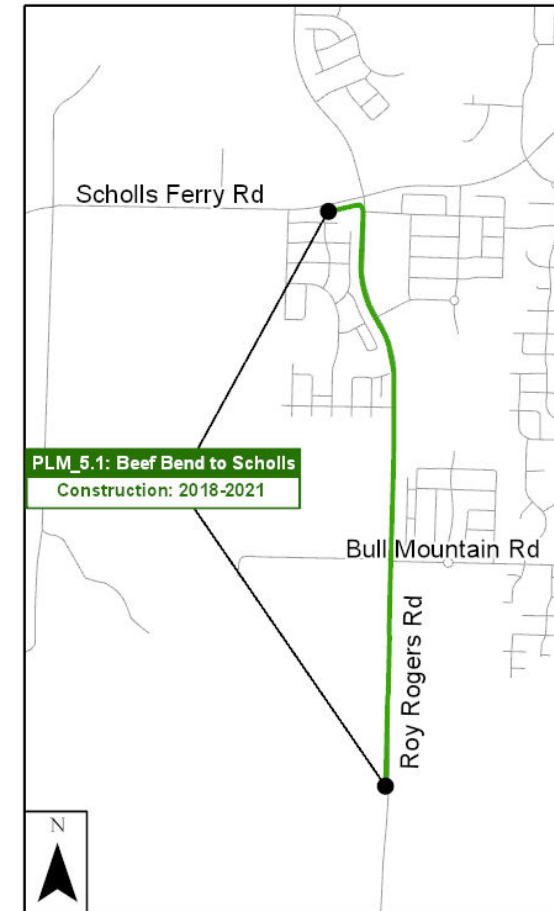 Scholls Ferry Rd
PLM_5.1: Beef Bend to Scholls
Construction: 2018-2021
Bull Mountain Rd
Roy Rogers Rd
N